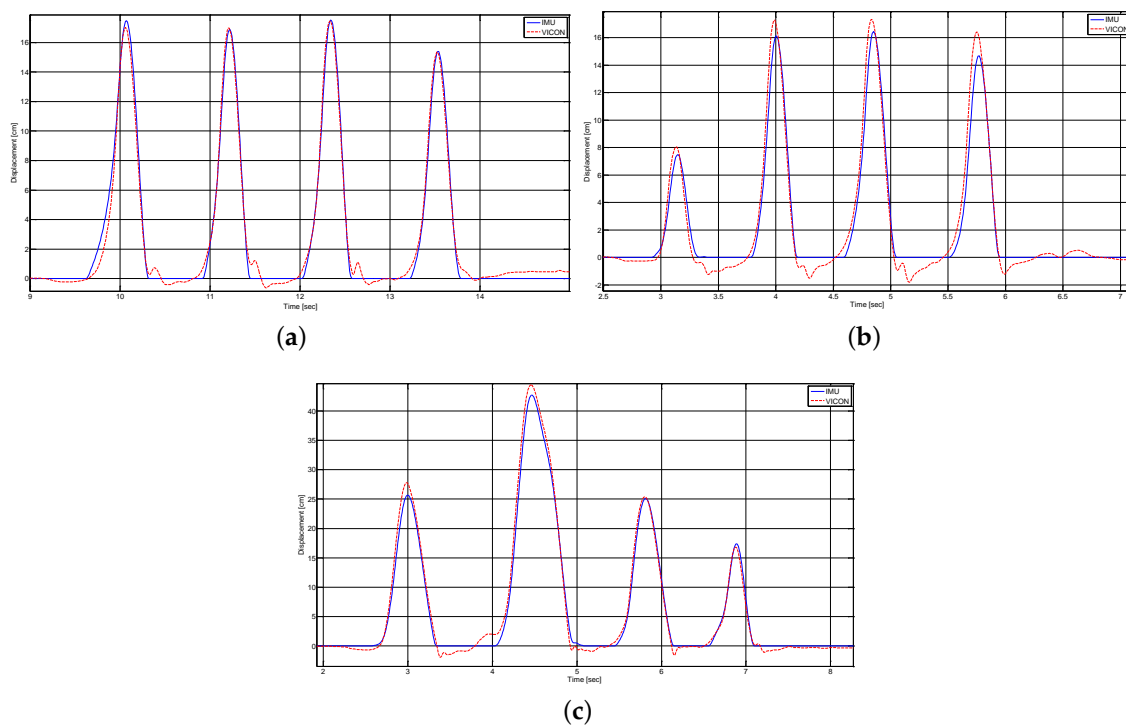 IMU
VICON
Displacement [cm]
16
14
12
10
8
6
4
2
0
9 10 11 12 13 14
Time [sec]
(a)
IMU
VICON
Displacement [cm]
16
14
12
10
8
6
4
2
0
-2
2.5 3 3.5 4 4.5 5 5.5 6 6.5 7
Time [sec]
(b)
IMU
VICON
Displacement [cm]
40
35
30
25
20
15
10
5
0
2 3 4 5 6 7 8
Time [sec]
(c)